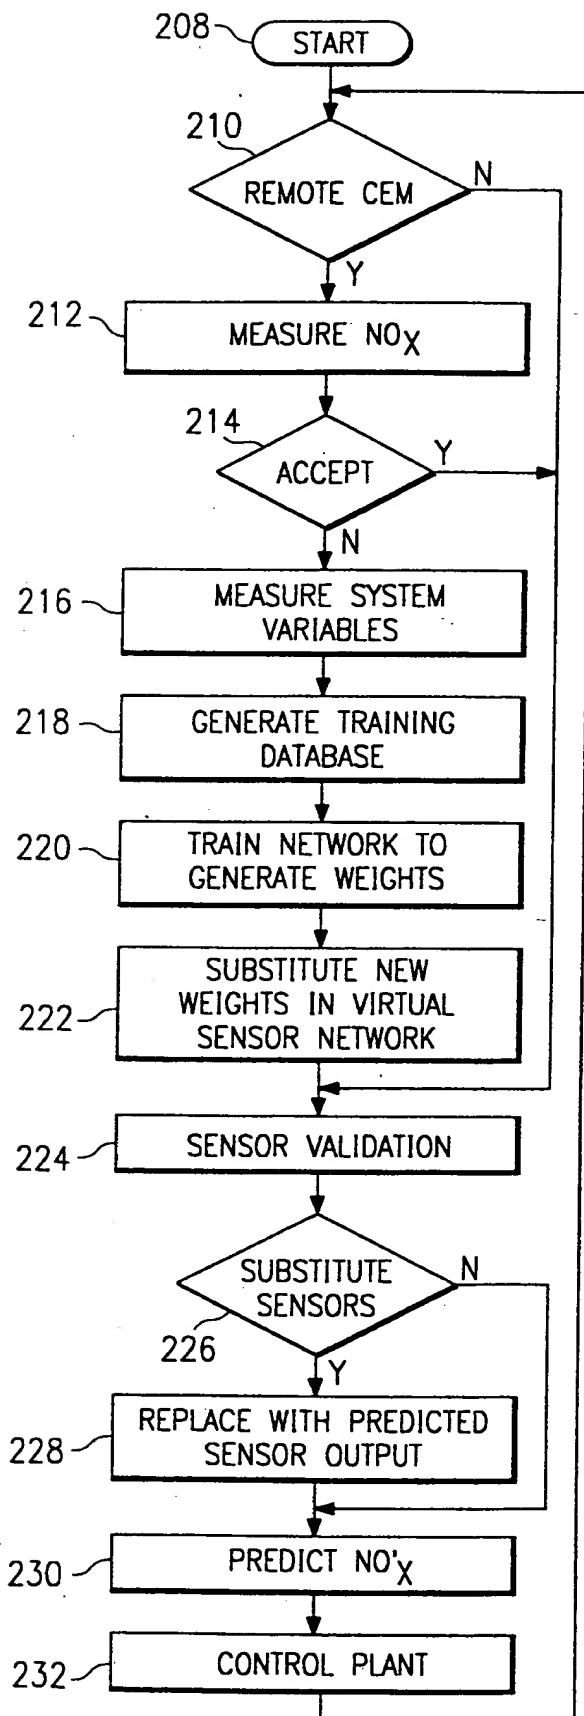 208
START
210
REMOTE CEM
N
Y
212
MEASURE NOX
214
ACCEPT
Y
N
216
MEASURE SYSTEM
VARIABLES
218
GENERATE TRAINING
DATABASE
220
TRAIN NETWORK TO
GENERATE WEIGHTS
222
SUBSTITUTE NEW
WEIGHTS IN VIRTUAL
SENSOR NETWORK
224
SENSOR VALIDATION
SUBSTITUTE
SENSORS
N
226
Y
228
REPLACE WITH PREDICTED
SENSOR OUTPUT
230
PREDICT NO'X
232
CONTROL PLANT